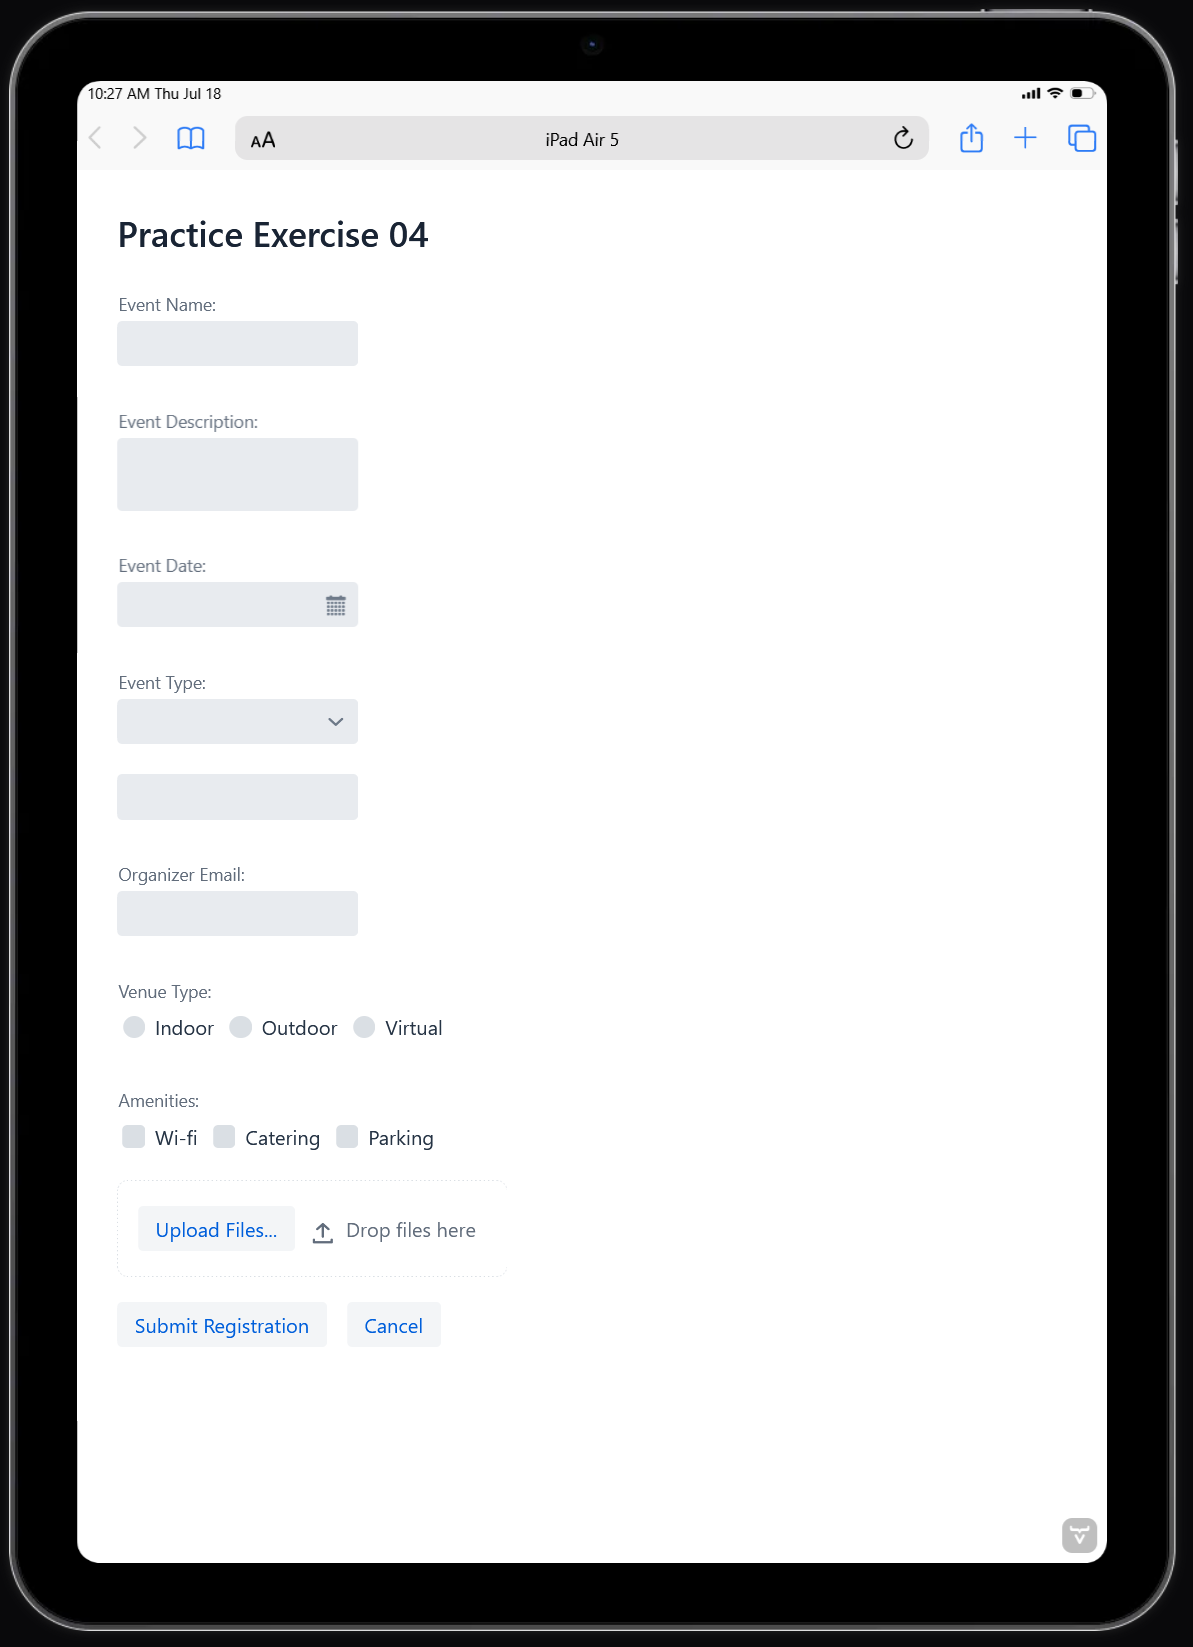 10:27 AM Thu Jul 18
AA iPad Air 5
Practice Exercise 04
Event Name:
Event Description:
Event Date:
Event Type:
Organizer Email:
Venue Type:
Indoor Outdoor Virtual
Amenities:
Wi-fi Catering Parking
Upload Files... Drop files here
Submit Registration Cancel